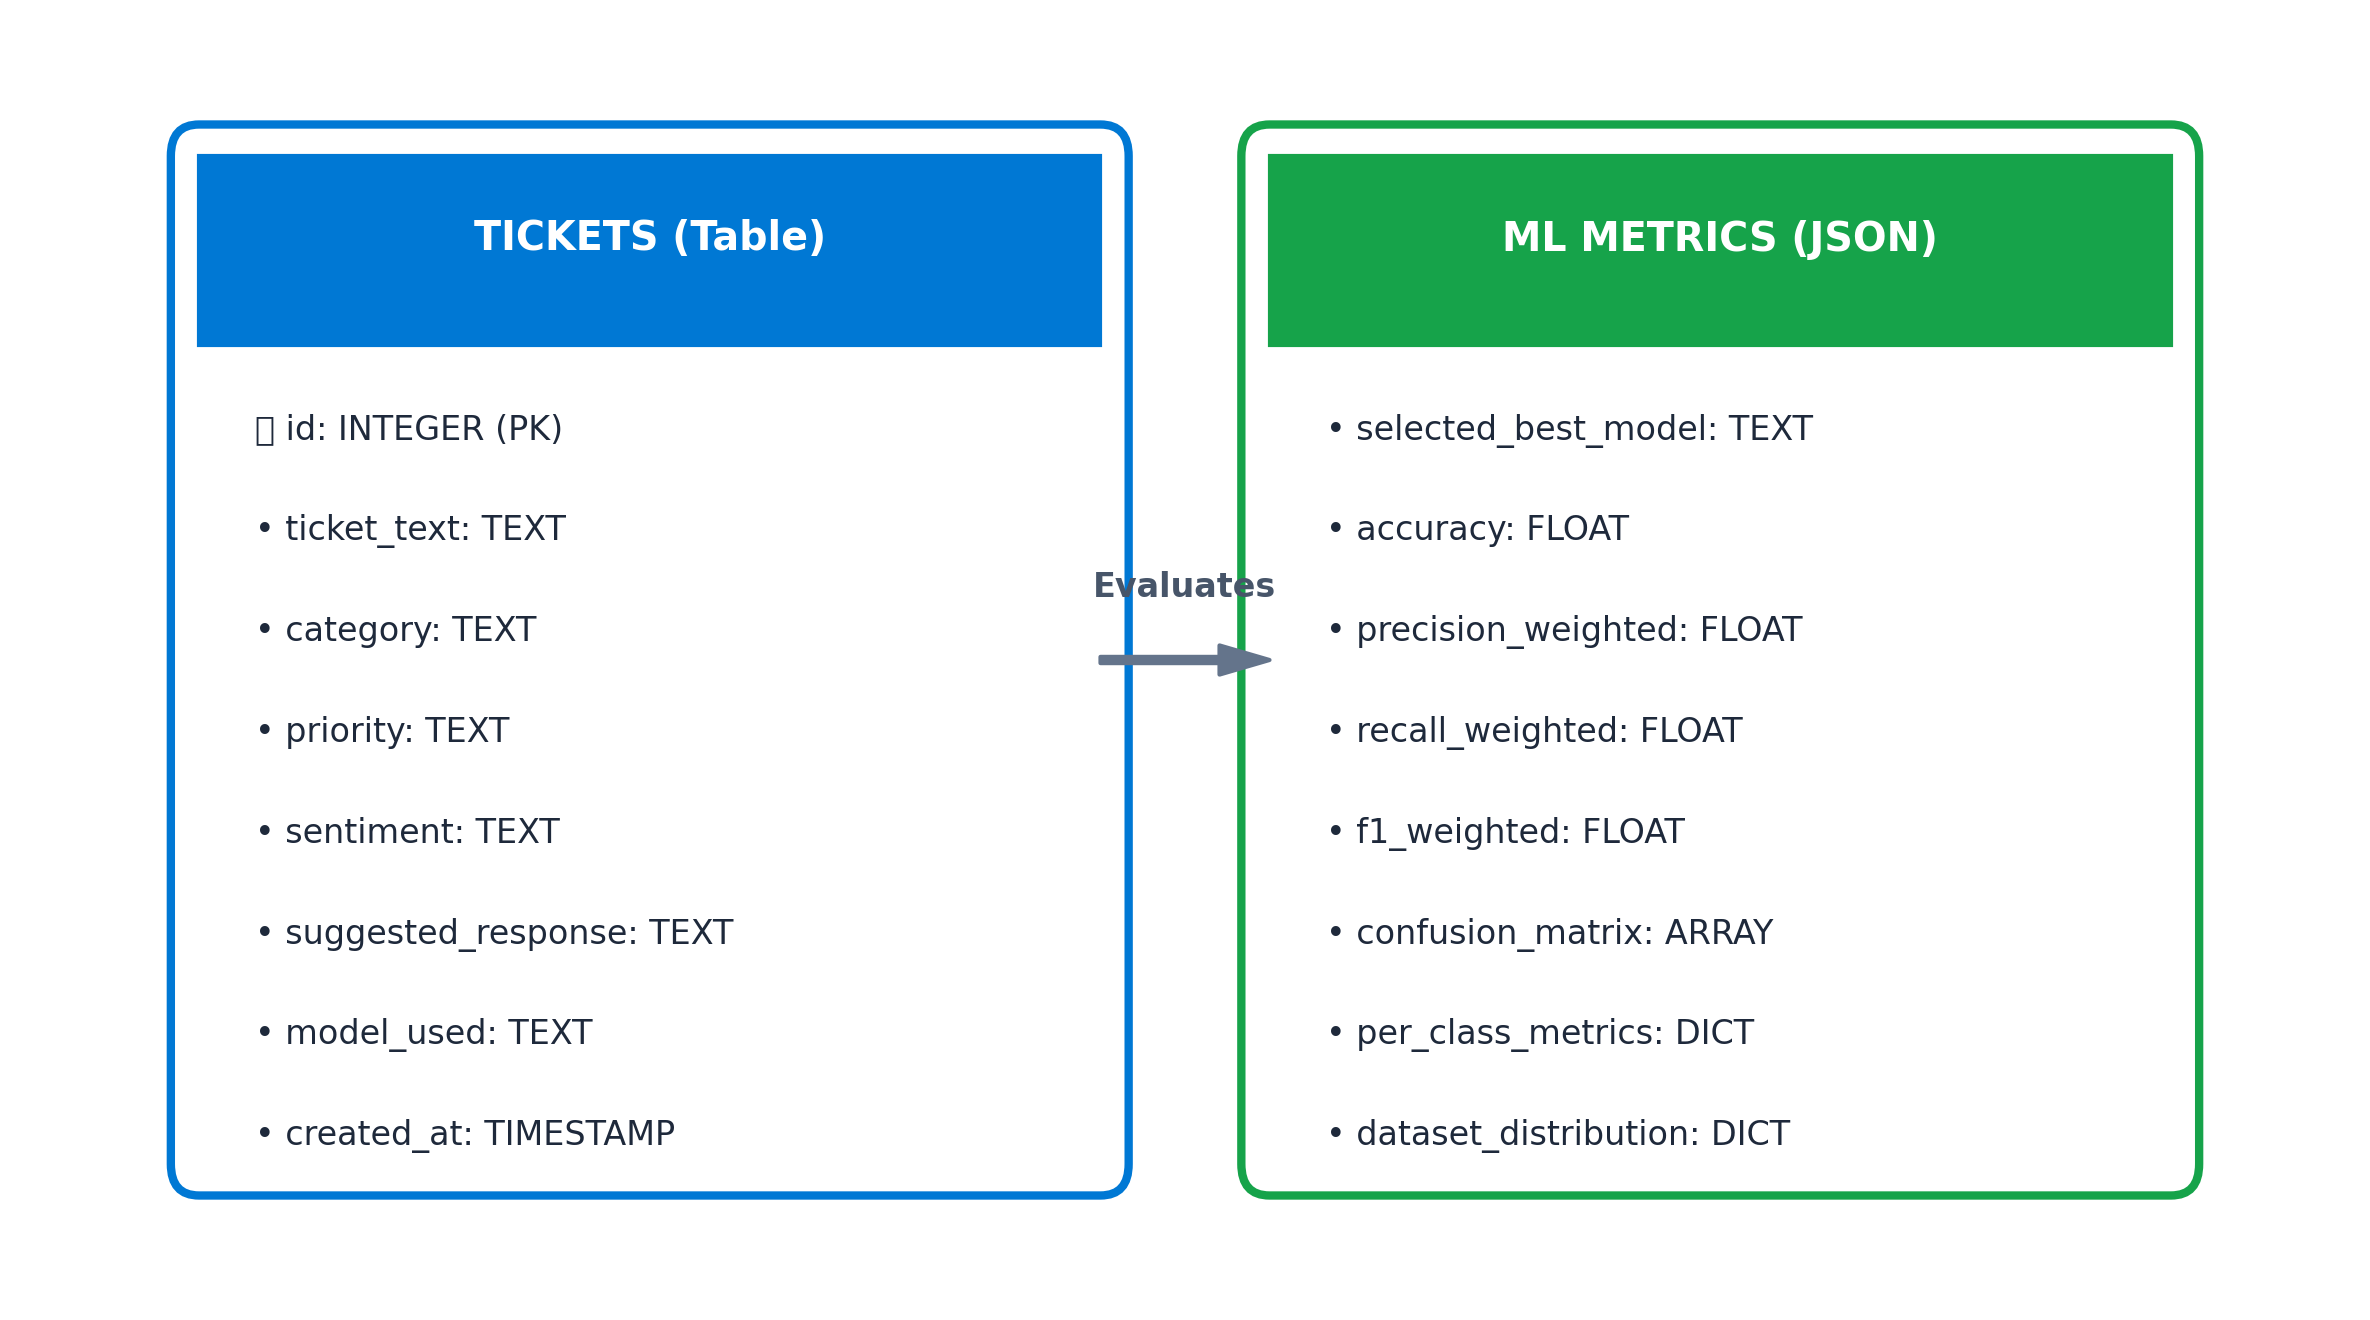 TICKETS (Table)
id: INTEGER (PK)
• ticket_text: TEXT
• category: TEXT
• priority: TEXT
• sentiment: TEXT
• suggested_response: TEXT
• model_used: TEXT
• created_at: TIMESTAMP
Evaluates
ML METRICS (JSON)
• selected_best_model: TEXT
• accuracy: FLOAT
• precision_weighted: FLOAT
• recall_weighted: FLOAT
• f1_weighted: FLOAT
• confusion_matrix: ARRAY
• per_class_metrics: DICT
• dataset_distribution: DICT